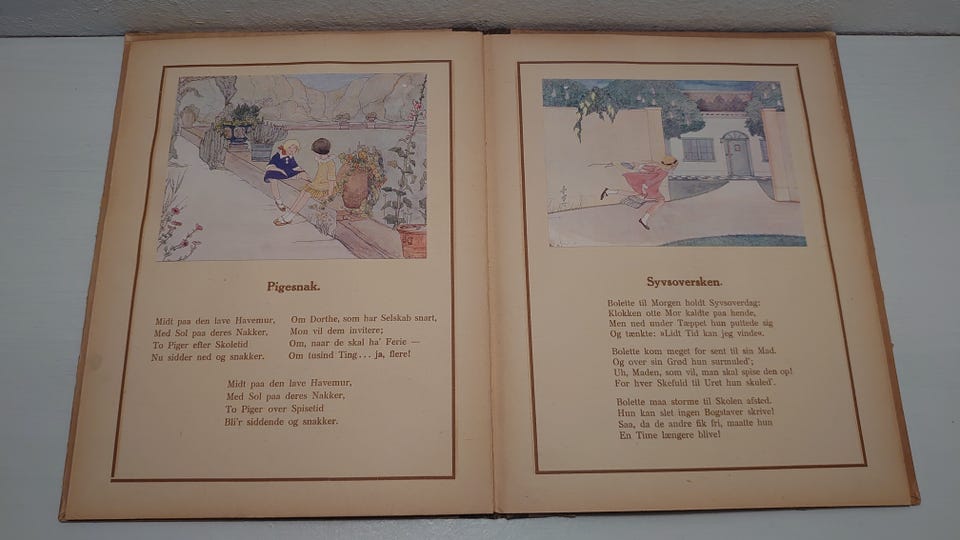 Pigesnak.
Midt paa den lave Havemur,
Med Sol paa deres Nakker,
To Piger efter Skoletid
Nu sidder ned og snakker.
Om Dorthe, som har Selskab snart,
Mon vil dem invitere;
Om, naar de skal ha' Ferie —
Om tusind Ting... ja, flere!
Midt paa den lave Havemur,
Med Sol paa deres Nakker,
To Piger over Spisetid
Bli'r siddende og snakker.
Syvsoversken.
Bolette til Morgen holdt Syvsoverdag:
Klokken otte Mor kaldte paa hende,
Men ned under Tæppet hun puttede sig
Og tænkte: »Lidt Tid kan jeg vinde«.
Bolette kom meget for sent til sin Mad.
Og over sin Grød hun surmuled';
Uh, Maden, som vil, man skal spise den op!
For hver Skefuld til Uret hun skuled'.
Bolette maa storme til Skolen afsted.
Hun kan slet ingen Bogstaver skrive!
Saa, da de andre fik fri, maatte hun
En Time længere blive!